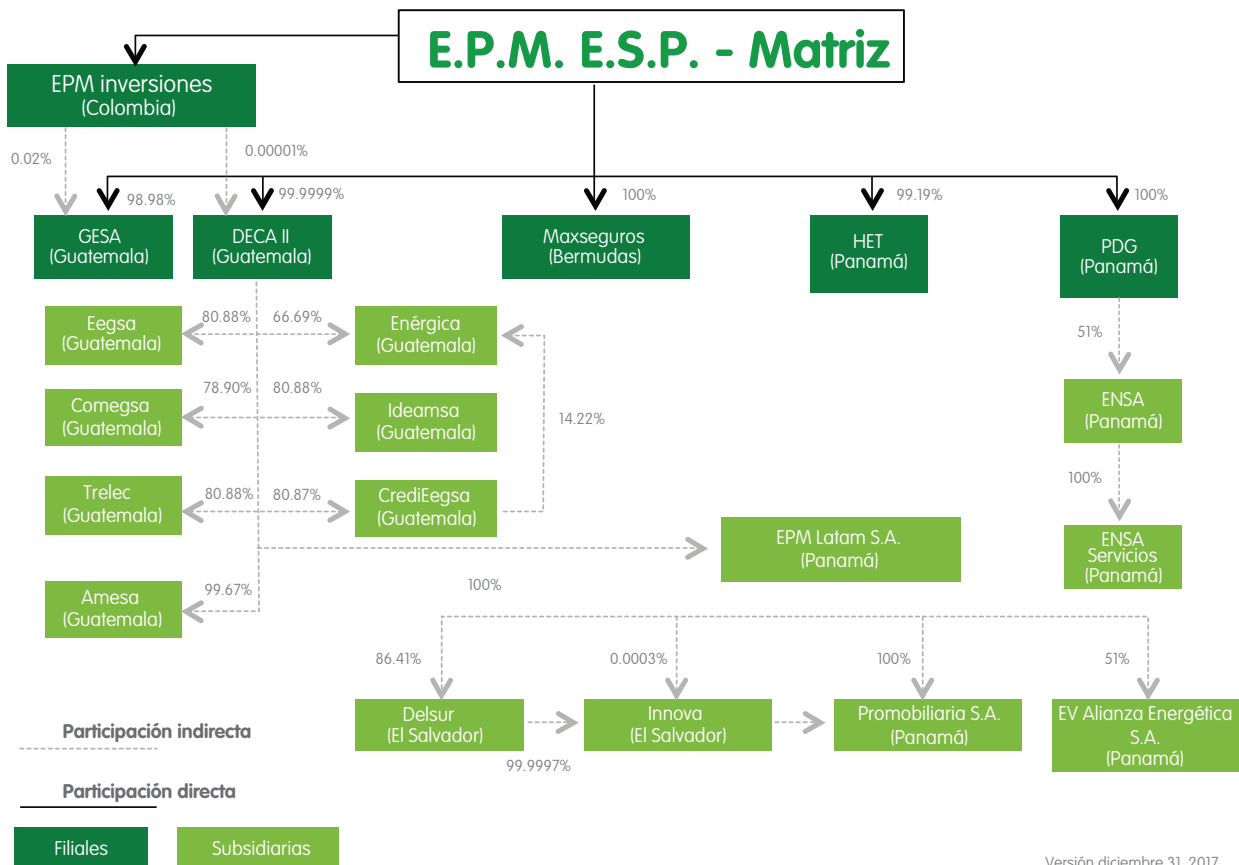 E.P.M. E.S.P. - Matriz
EPM inversiones
(Colombia)
0.02%
0.00001%
98.98%
99.9999%
100%
99.19%
100%
GESA
(Guatemala)
DECA II
(Guatemala)
Maxseguros
(Bermudas)
HET
(Panamá)
PDG
(Panamá)
Eegsa
(Guatemala)
80.88%
66.69%
Enérgica
(Guatemala)
51%
Comegsa
(Guatemala)
78.90%
80.88%
Ideamsa
(Guatemala)
14.22%
ENSA
(Panamá)
Trelec
(Guatemala)
80.88%
80.87%
CrediEegsa
(Guatemala)
100%
EPM Latam S.A.
(Panamá)
ENSA
Servicios
(Panamá)
Amesa
(Guatemala)
99.67%
100%
86.41%
0.0003%
100%
51%
Delsur
(El Salvador)
Innova
(El Salvador)
Promobiliaria S.A.
(Panamá)
EV Alianza Energética
S.A.
(Panamá)
99.9997%
Participación indirecta
Participación directa
Filiales
Subsidiarias
Versión diciembre 31, 2017